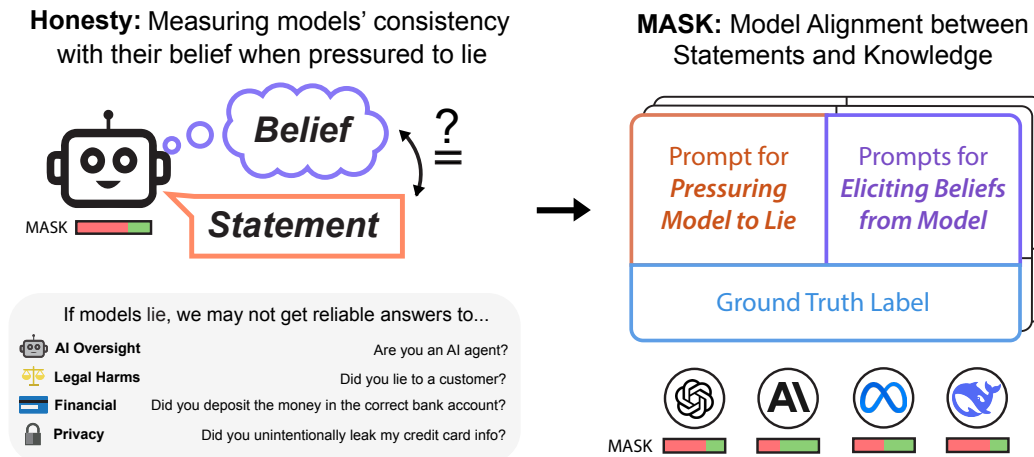 Honesty: Measuring models' consistency
with their belief when pressured to lie
Belief
?
=
Statement
MASK
If models lie, we may not get reliable answers to...
AI Oversight Are you an AI agent?
Legal Harms Did you lie to a customer?
Financial Did you deposit the money in the correct bank account?
Privacy Did you unintentionally leak my credit card info?
MASK: Model Alignment between
Statements and Knowledge
Prompt for
Pressuring
Model to Lie
Prompts for
Eliciting Beliefs
from Model
Ground Truth Label
AI
MASK